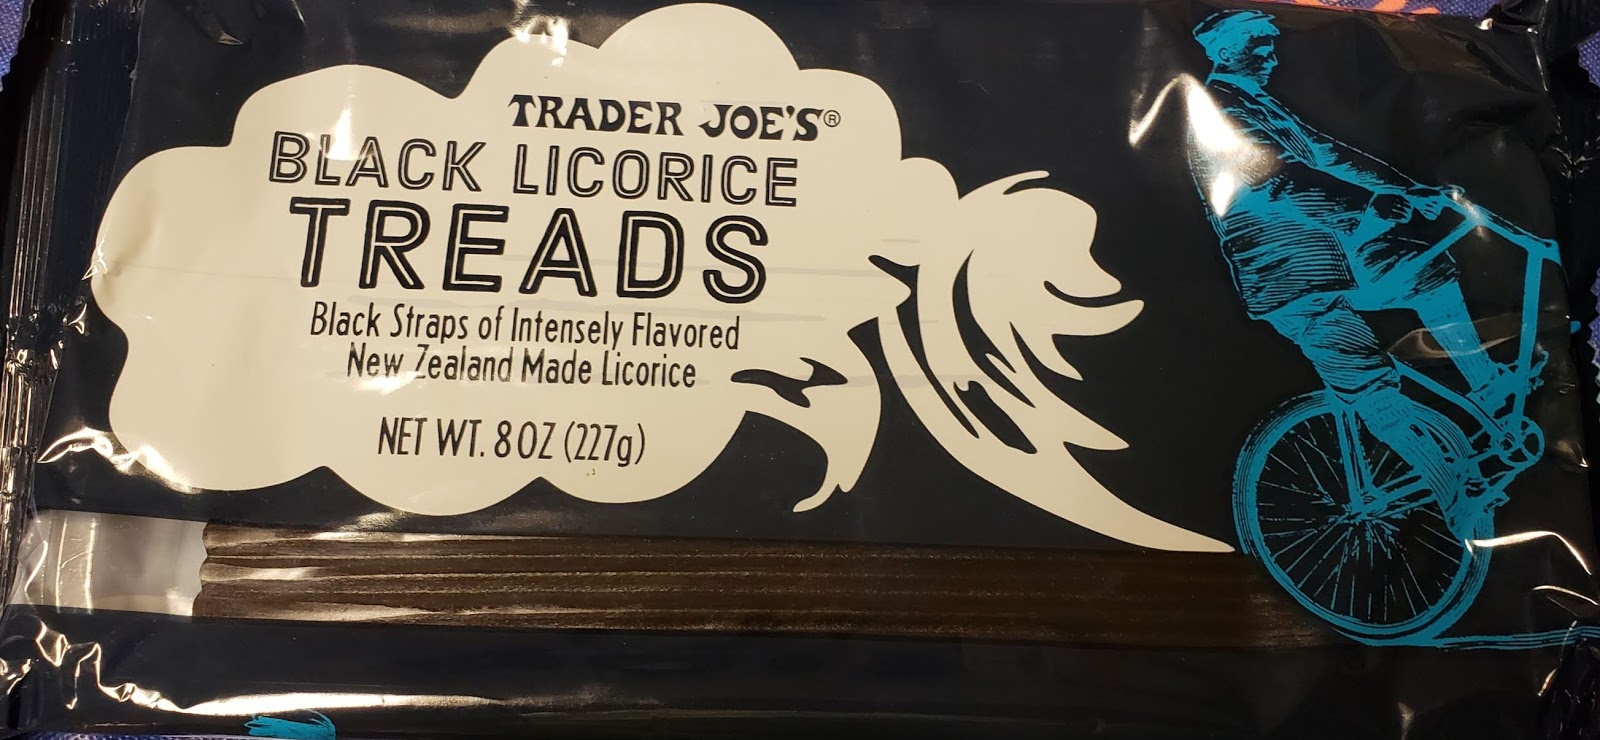 TRADER JOE'S®
BLACK LICORICE
TREADS
Black Straps of Intensely Flavored
New Zealand Made Licorice
NET WT. 8 OZ (227g)